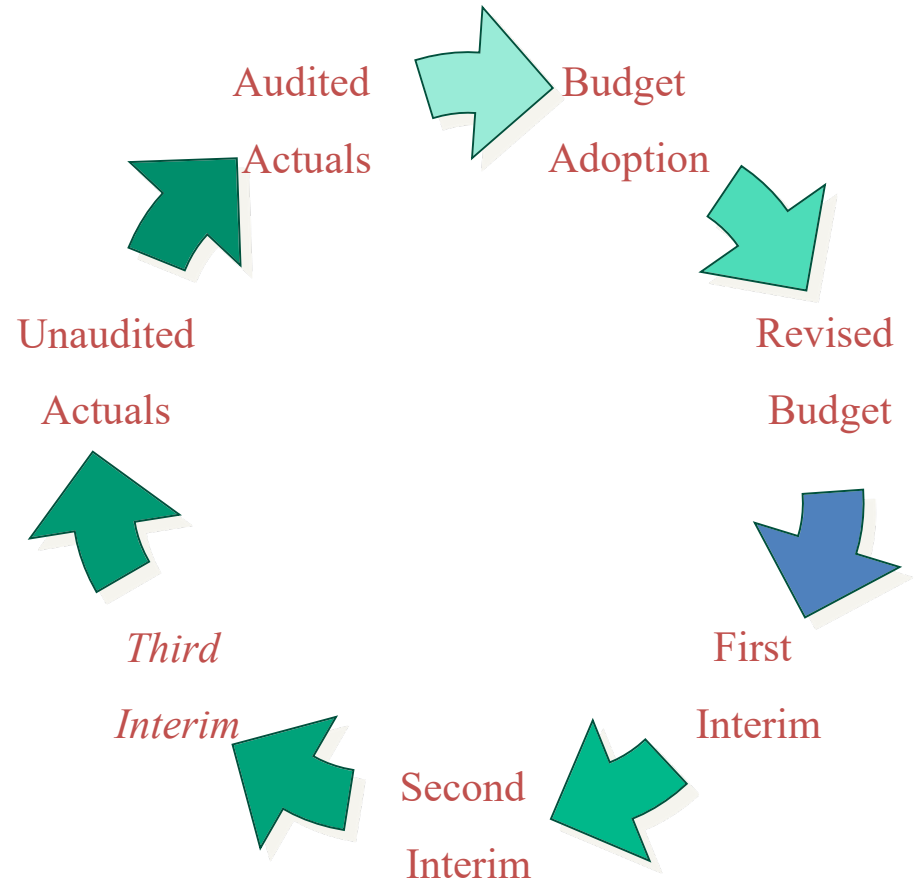 Audited
Actuals
Budget
Adoption
Revised
Budget
First
Interim
Second
Interim
Third
Interim
Unaudited
Actuals